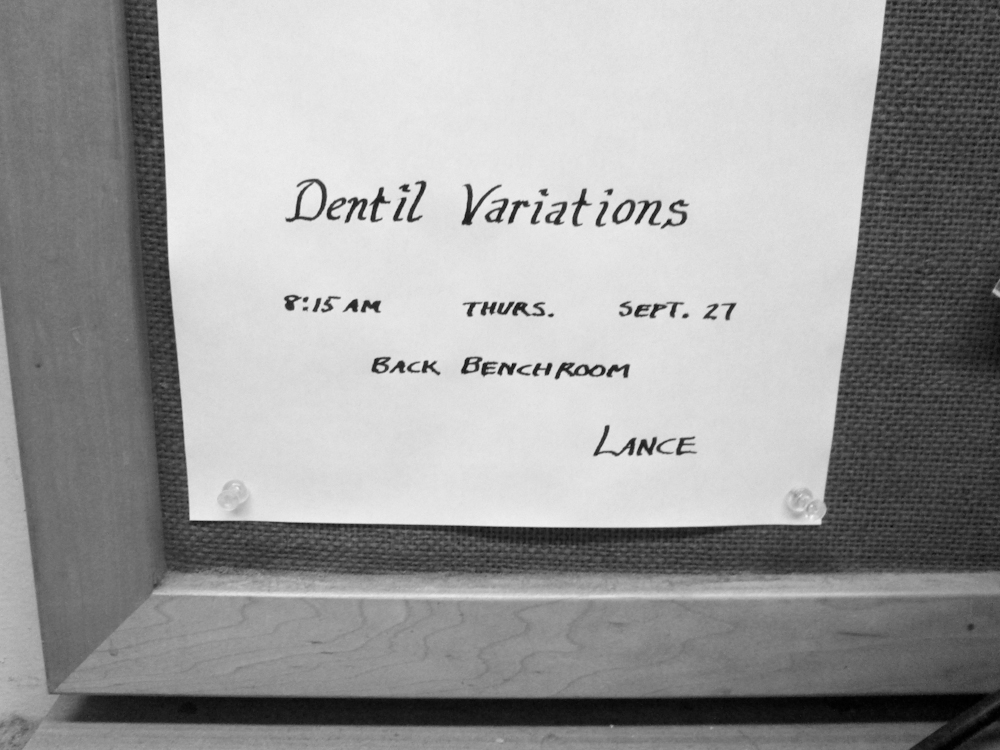 Dentil Variations
8:15 AM THURS. SEPT. 27
BACK BENCHROOM
LANCE